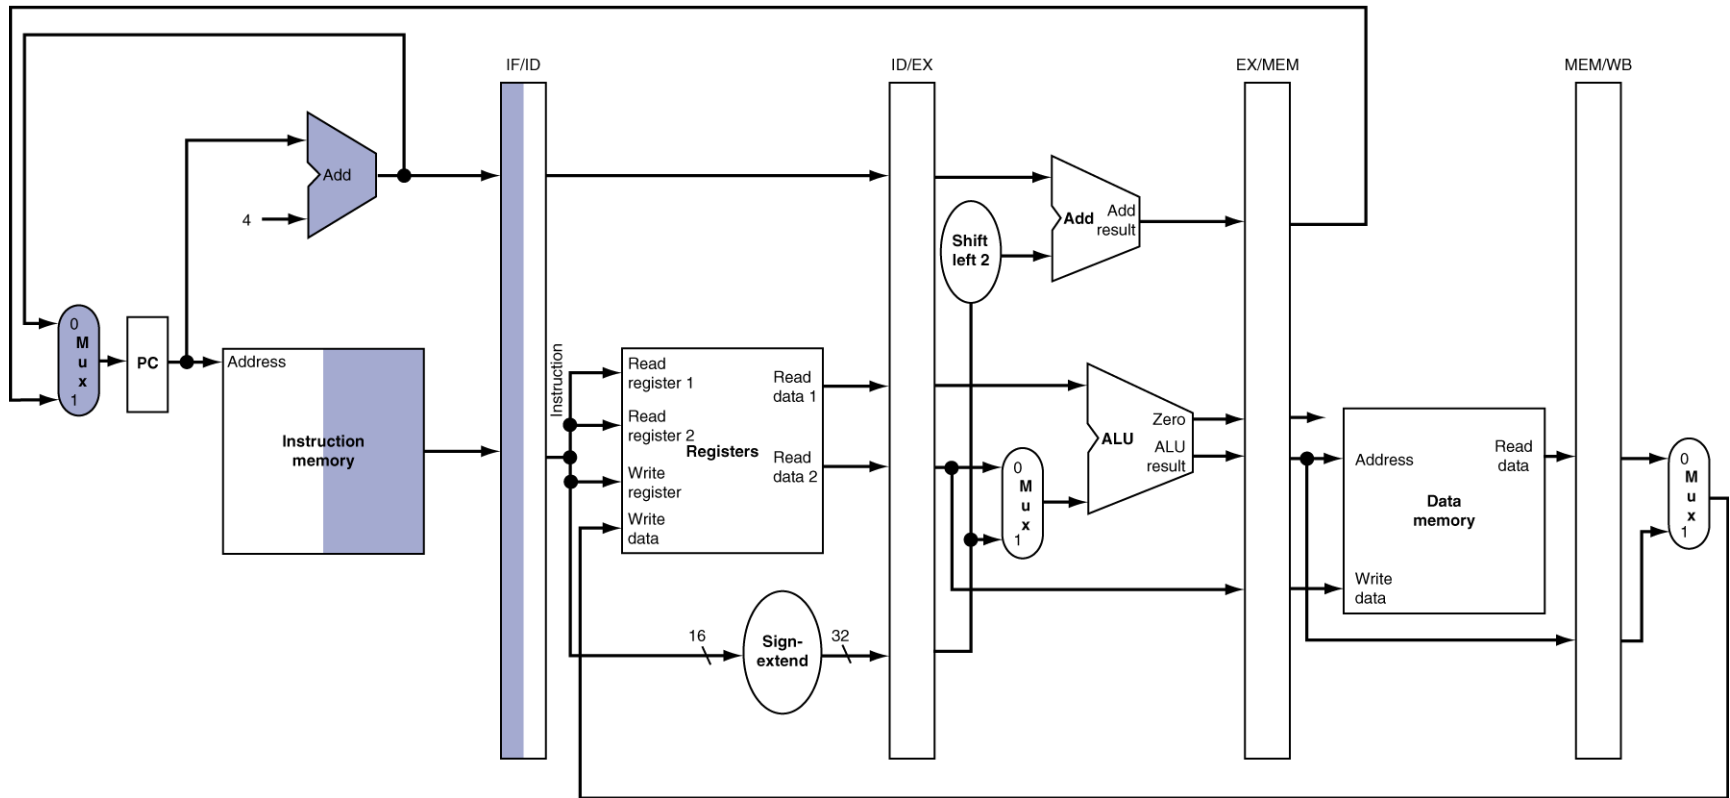 IF/ID
ID/EX
EX/MEM
MEM/WB
Add
4
0
M
u
x
1
PC
Address
Instruction
memory
Instruction
Read
register 1
Read
register 2
Write
register
Write
data
Registers
Read
data 1
Read
data 2
16
Sign-
extend
32
Shift
left 2
Add
Add
result
0
M
u
x
1
ALU
Zero
ALU
result
Address
Write
data
Data
memory
Read
data
0
M
u
x
1